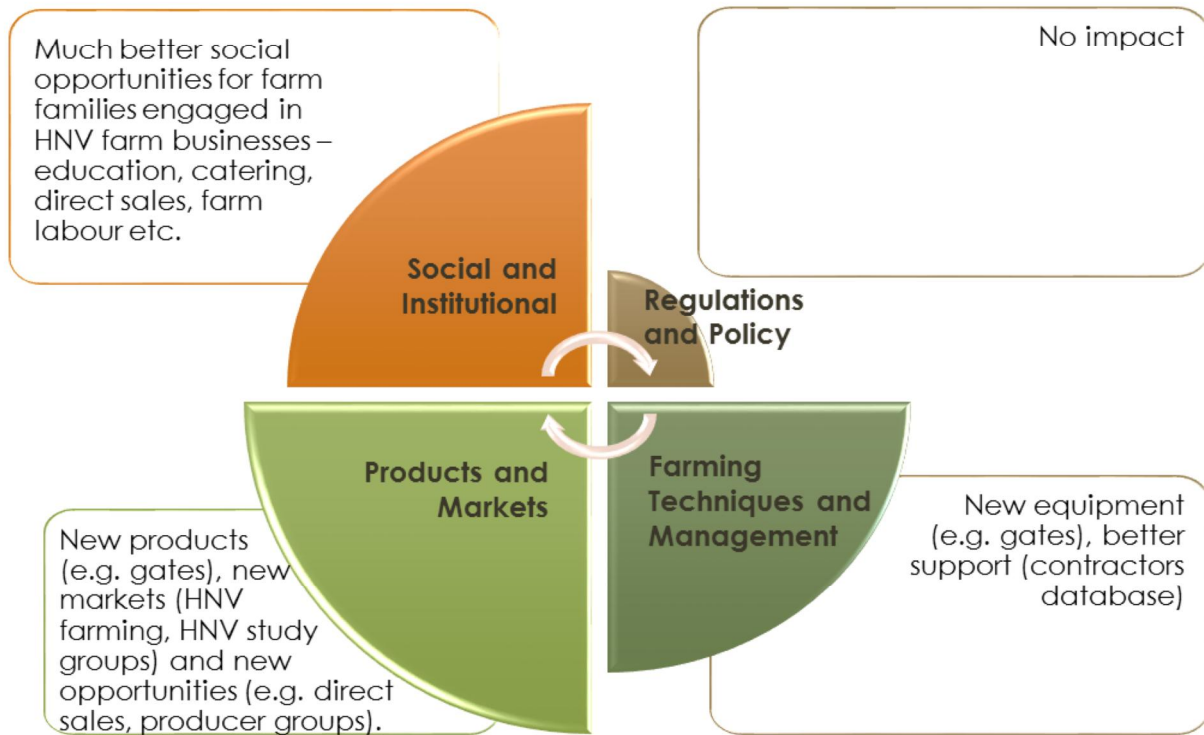 Much better social
opportunities for farm
families engaged in
HNV farm businesses –
education, catering,
direct sales, farm
labour etc.
No impact
Social and
Institutional
Regulations
and Policy
Products and
Markets
Farming
Techniques and
Management
New products
(e.g. gates), new
markets (HNV
farming, HNV study
groups) and new
opportunities (e.g. direct
sales, producer groups).
New equipment
(e.g. gates), better
support (contractors
database)